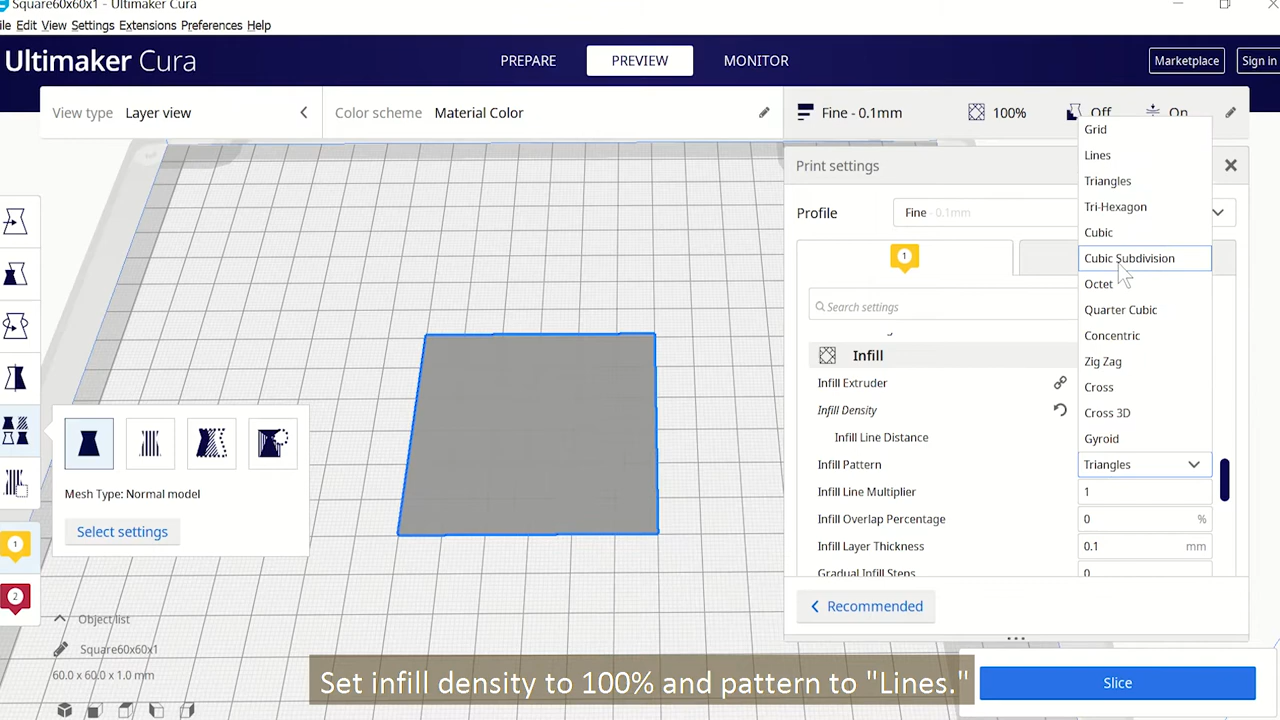 Square60x60x1 - Ultimaker Cura
ile Edit View Settings Extensions Preferences Help
Ultimaker Cura
PREPARE
PREVIEW
MONITOR
Marketplace
Sign in
View type
Layer view
Color scheme
Material Color
Fine - 0.1mm
100%
Off
On
Print settings
Profile
Fine - 0.1mm
1
Search settings
Infill
Infill Extruder
Infill Density
Infill Line Distance
Infill Pattern
Infill Line Multiplier
Infill Overlap Percentage
Infill Layer Thickness
Gradual Infill Steps
Grid
Lines
Triangles
Tri-Hexagon
Cubic
Cubic Subdivision
Octet
Quarter Cubic
Concentric
Zig Zag
Cross
Cross 3D
Gyroid
Triangles
1
0 %
0.1 mm
0
Recommended
Mesh Type: Normal model
Select settings
1
2
Object list
Square60x60x1
60.0 x 60.0 x 1.0 mm
Set infill density to 100% and pattern to "Lines."
Slice